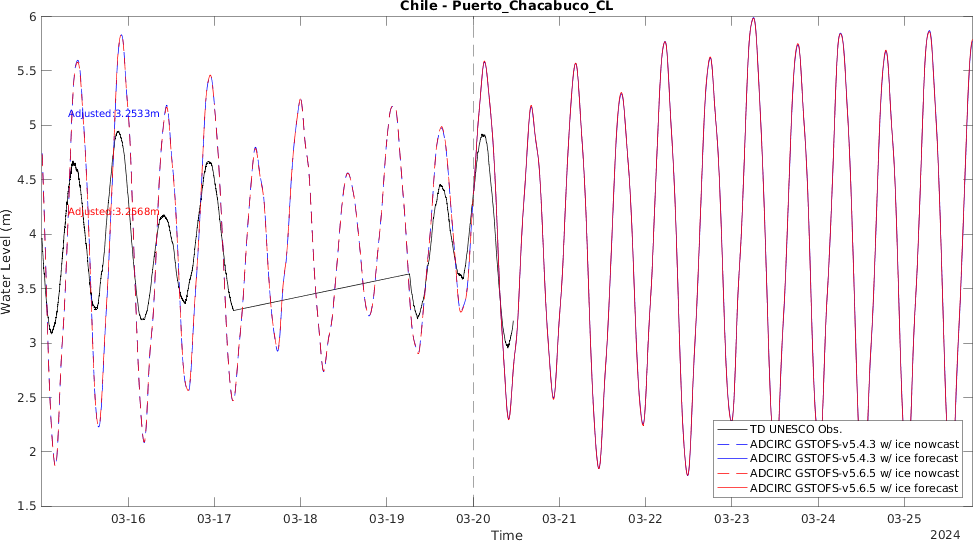 Chile - Puerto_Chacabuco_CL
Water Level (m)
6
5.5
5
4.5
4
3.5
3
2.5
2
1.5
Adjusted:3.2533m
Adjusted:3.2568m
TD UNESCO Obs.
ADCIRC GSTOFS-v5.4.3 w/ ice nowcast
ADCIRC GSTOFS-v5.4.3 w/ ice forecast
ADCIRC GSTOFS-v5.6.5 w/ ice nowcast
ADCIRC GSTOFS-v5.6.5 w/ ice forecast
03-16 03-17 03-18 03-19 03-20 03-21 03-22 03-23 03-24 03-25
Time
2024